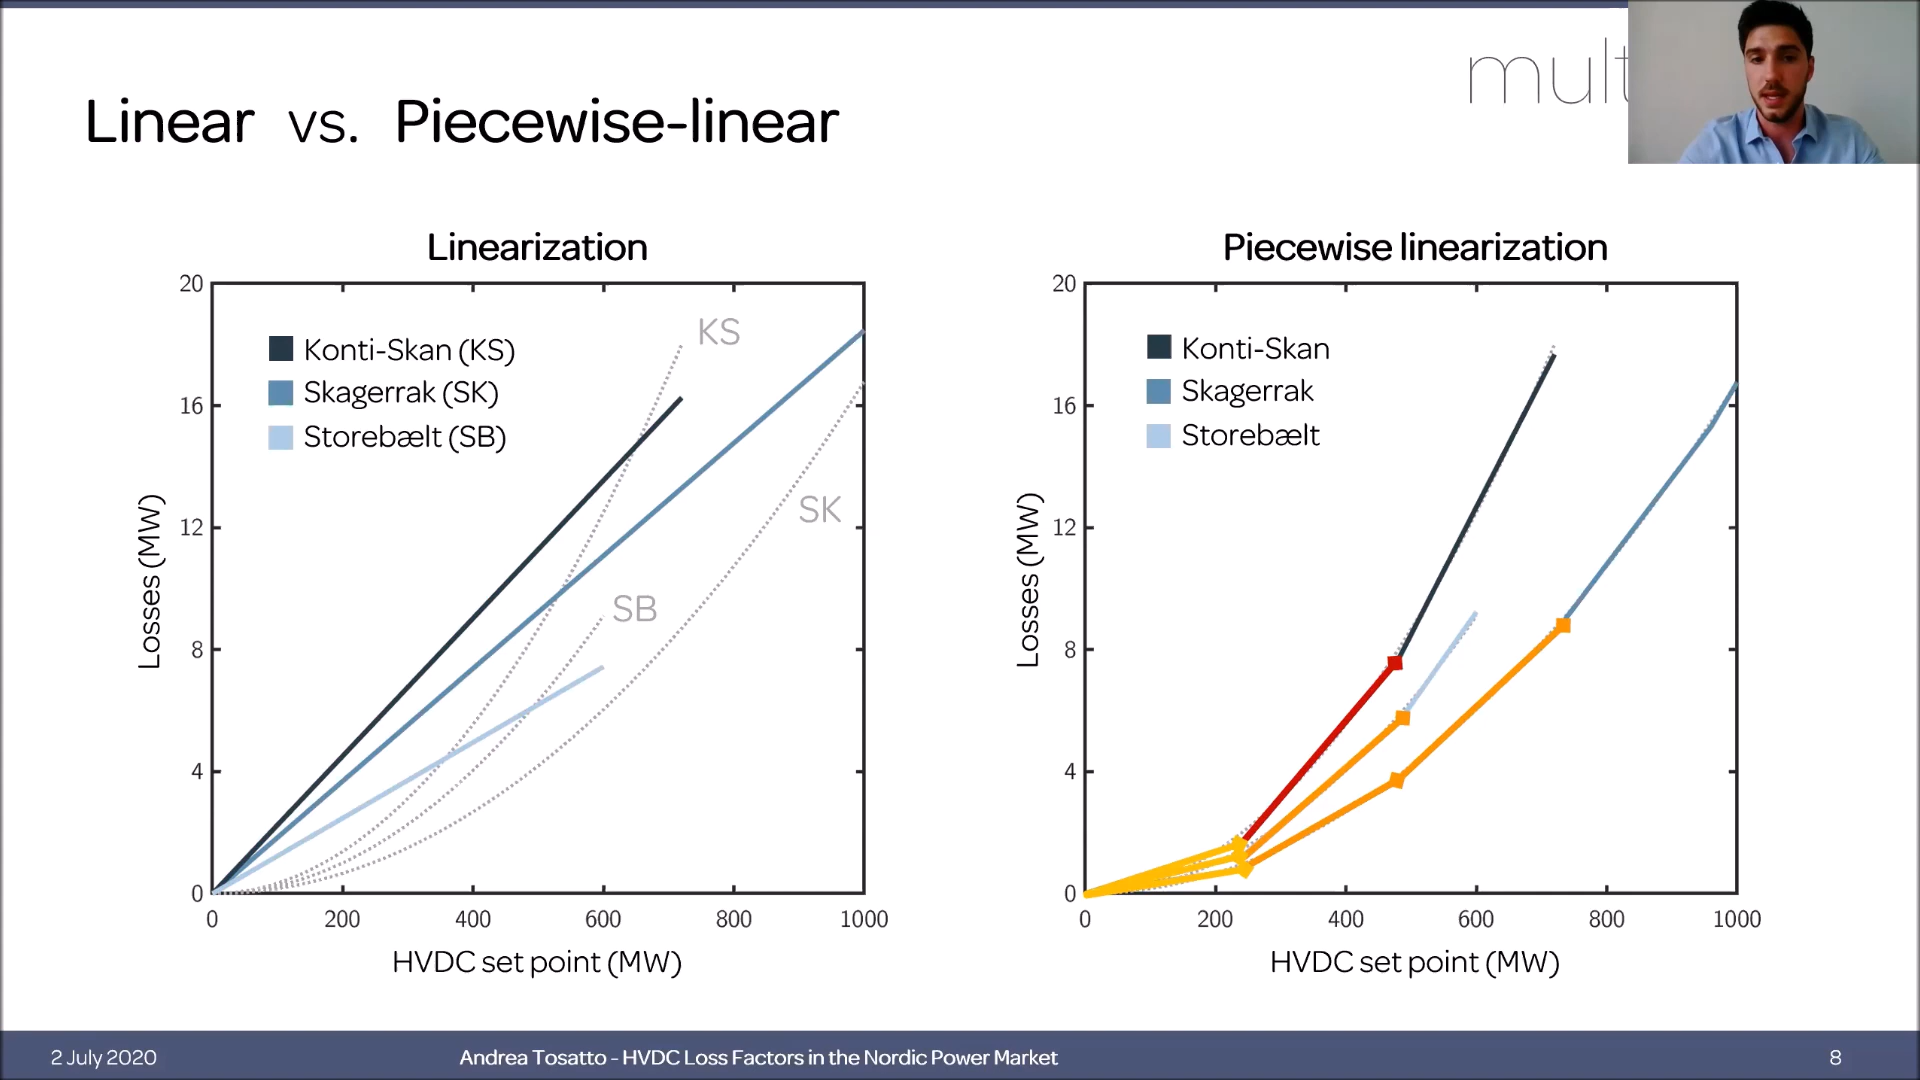 mult
Linear vs. Piecewise-linear
Linearization
20
16
12
8
4
0
Losses (MW)
Konti-Skan (KS)
Skagerrak (SK)
Storebælt (SB)
KS
SK
SB
0 200 400 600 800 1000
HVDC set point (MW)
Piecewise linearization
20
16
12
8
4
0
Losses (MW)
Konti-Skan
Skagerrak
Storebælt
0 200 400 600 800 1000
HVDC set point (MW)
2 July 2020
Andrea Tosatto - HVDC Loss Factors in the Nordic Power Market
8